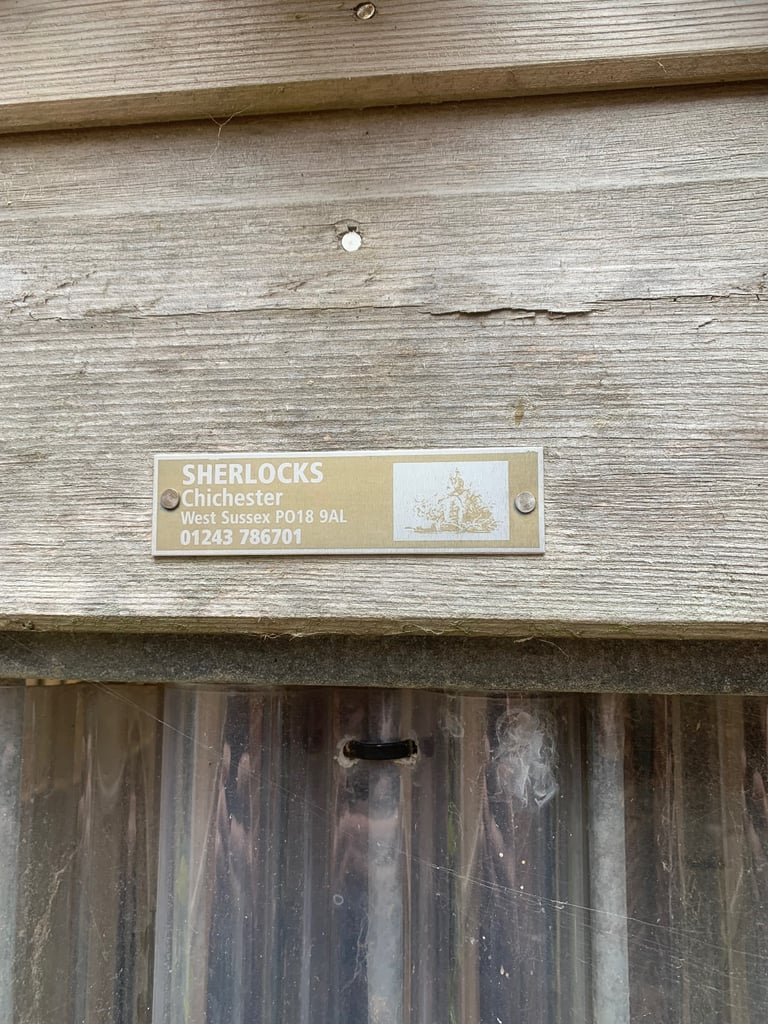 SHERLOCKS
Chichester
West Sussex PO18 9AL
01243 786701